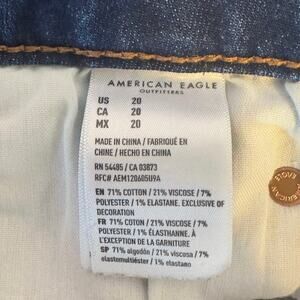 AMERICAN EAGLE
OUTFITTERS
US 20
CA 20
MX 20
MADE IN CHINA / FABRIQUÉ EN
CHINE / HECHO EN CHINA
RN 54485 / CA 03873
RFC# AEM120605U9A
EN 71% COTTON / 21% VISCOSE / 7%
POLYESTER / 1% ELASTANE. EXCLUSIVE OF
DECORATION
FR 71% COTON / 21% VISCOSE / 7%
POLYESTER / 1% ÉLASTHANNE. À
L'EXCEPTION DE LA GARNITURE
SP 71% algodón / 21% viscosa / 7%
elastomultiéster / 1% elastano